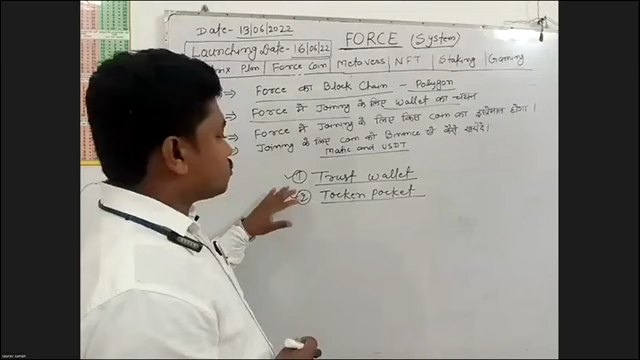 Date- 13/06/2022
Launching Date- 16/06/22
FORCE (System)
trix Plan | Force Coin | Metavers | NFT | Staking | Gaming
⇒ Force का Block Chain - Polygon
⇒ Force में Joining के लिए Wallet का चयन
⇒ Force में Joining के लिए किस Coin का इस्तेमाल होगा।
Joining के लिए Coin को Binance से कैसे खरीदें।
Matic and USDT
① Trust wallet
② Tocken pocket